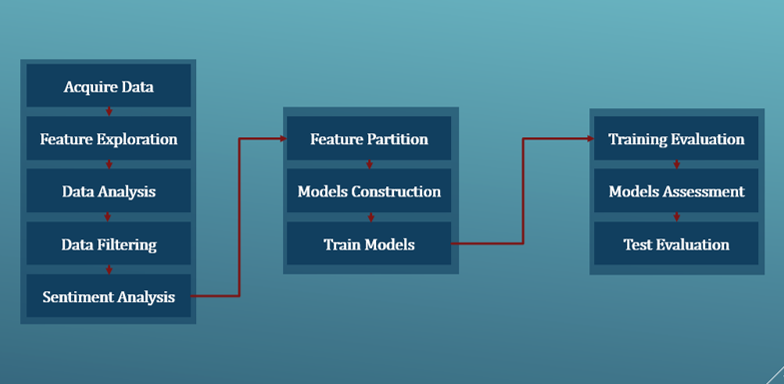 Acquire Data
Feature Exploration
Data Analysis
Data Filtering
Sentiment Analysis
Feature Partition
Models Construction
Train Models
Training Evaluation
Models Assessment
Test Evaluation